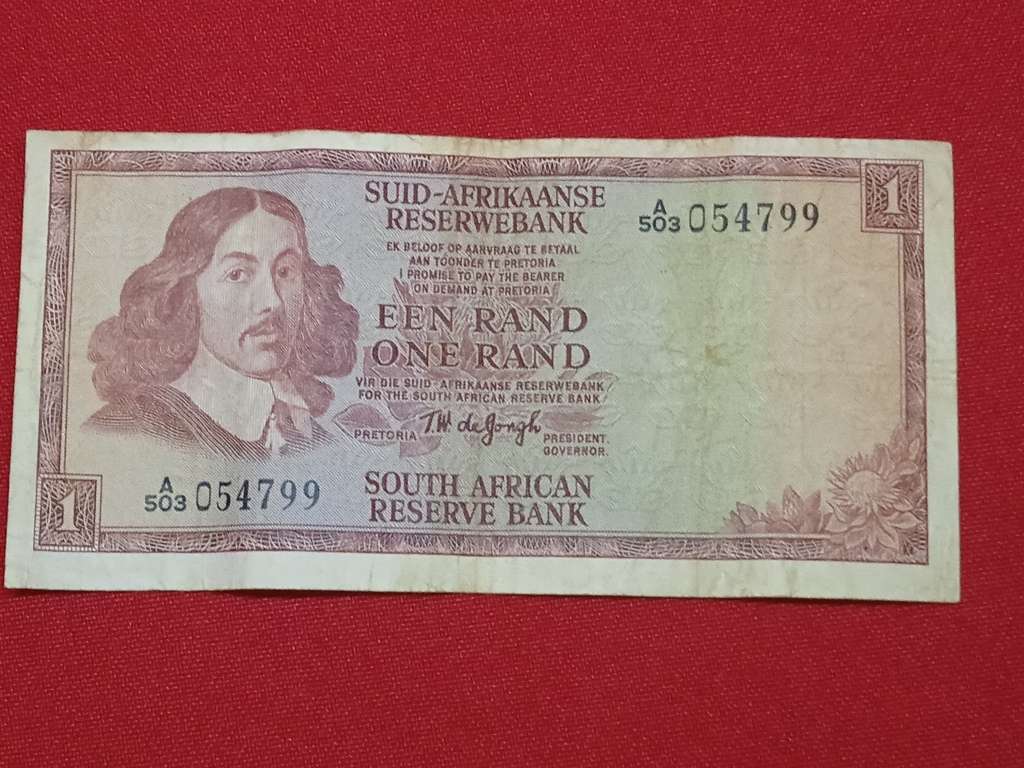 1
SUID-AFRIKAANSE
RESERWEBANK
A/503 054799
EK BELOOF OP AANVRAAG TE BETAAL
AAN TOONDER TE PRETORIA
I PROMISE TO PAY THE BEARER
ON DEMAND AT PRETORIA
EEN RAND
ONE RAND
VIR DIE SUID-AFRIKAANSE RESERWEBANK
FOR THE SOUTH AFRICAN RESERVE BANK
T.W. de Jongh
PRETORIA
PRESIDENT.
GOVERNOR.
1
A/503 054799
SOUTH AFRICAN
RESERVE BANK